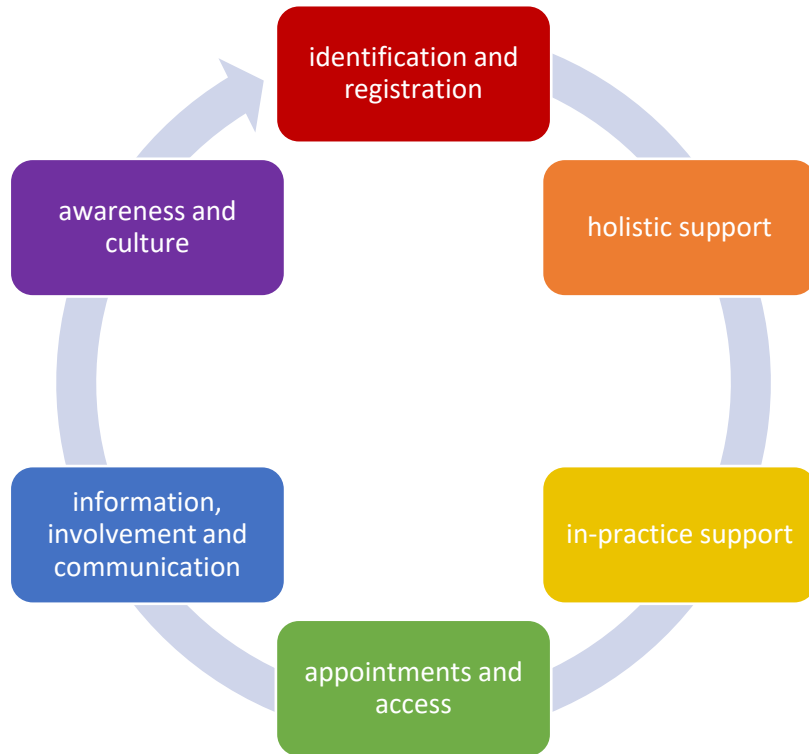 identification and
registration
holistic support
in-practice support
appointments and
access
information,
involvement and
communication
awareness and
culture